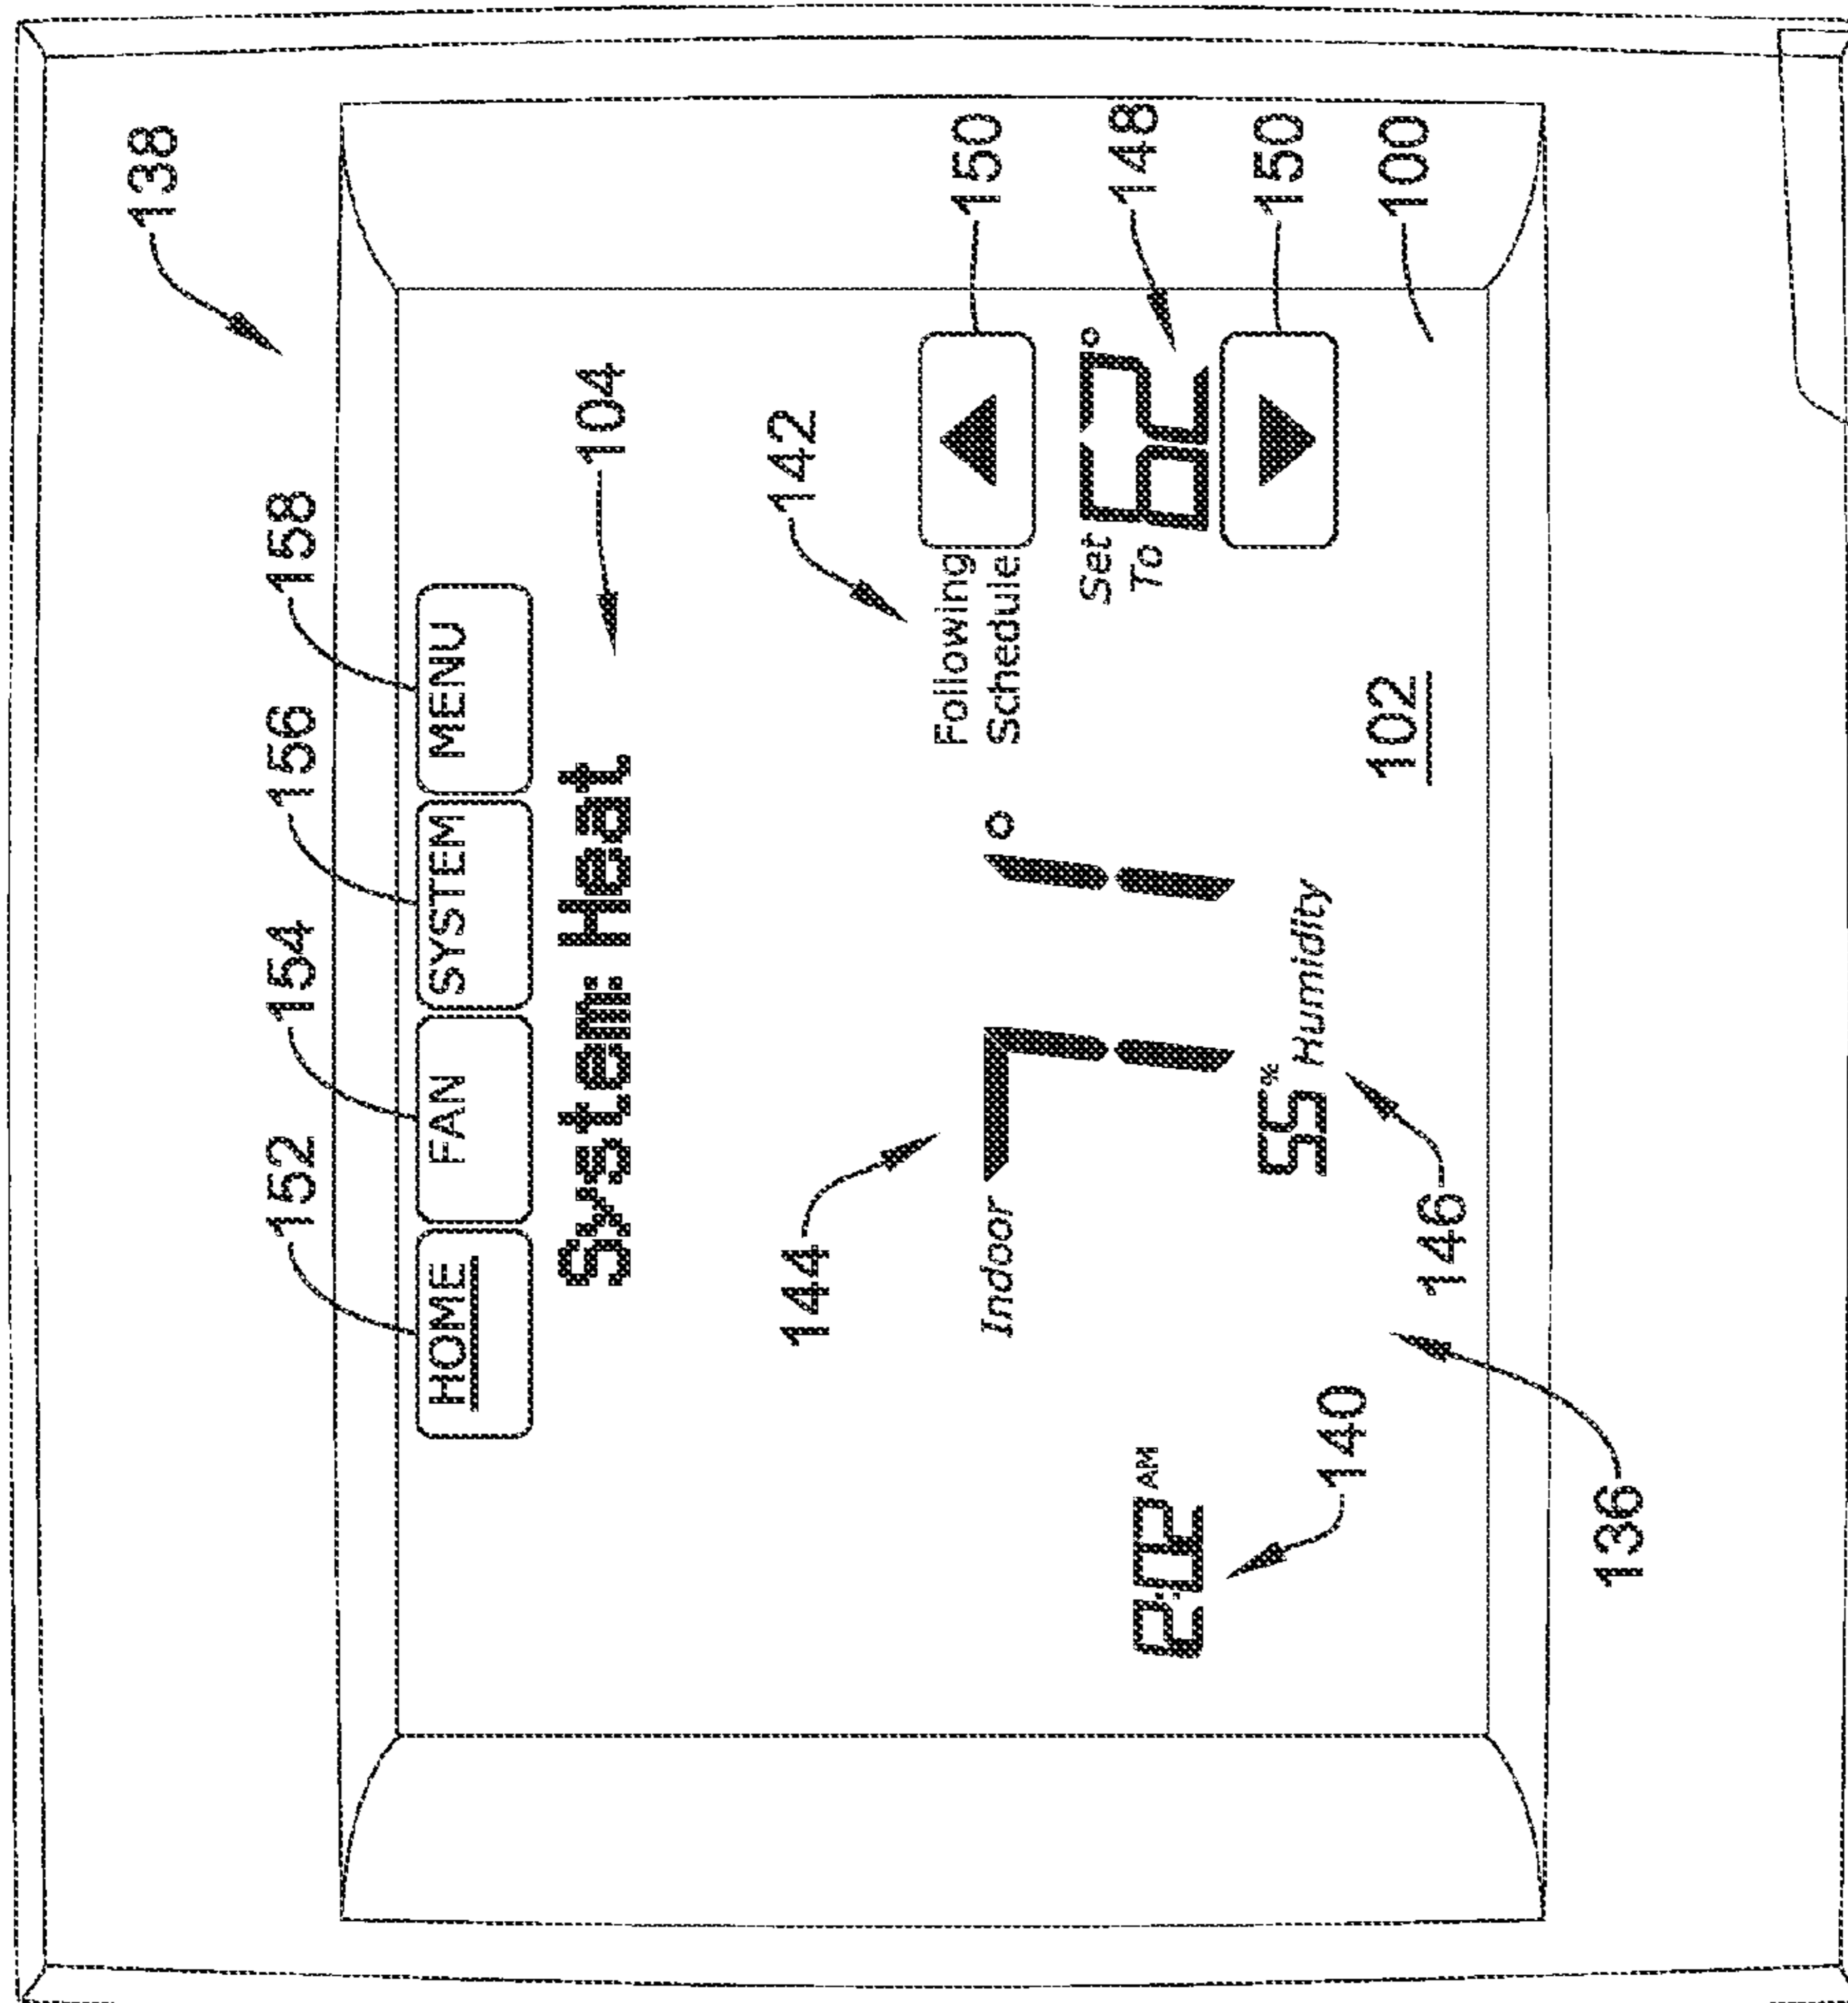 138
152 154 156 158
HOME FAN SYSTEM MENU
System: Heat
104
144
142
Indoor 71°
Following
Schedule
150
2:02 AM
Set
To 62°
148
55% Humidity
150
140
146
102
100
136